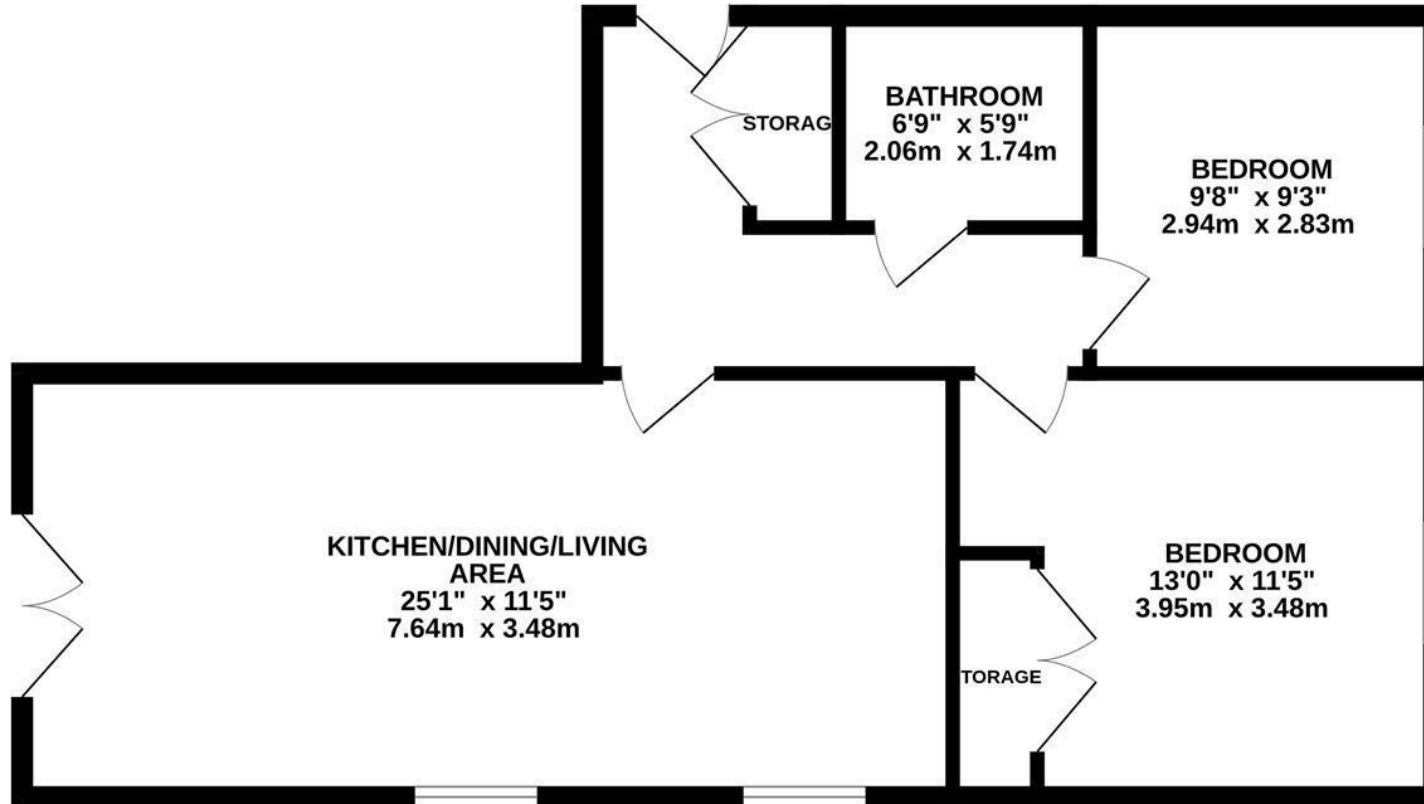 STORAG
BATHROOM
6'9" x 5'9"
2.06m x 1.74m
BEDROOM
9'8" x 9'3"
2.94m x 2.83m
KITCHEN/DINING/LIVING
AREA
25'1" x 11'5"
7.64m x 3.48m
BEDROOM
13'0" x 11'5"
3.95m x 3.48m
TORAGE